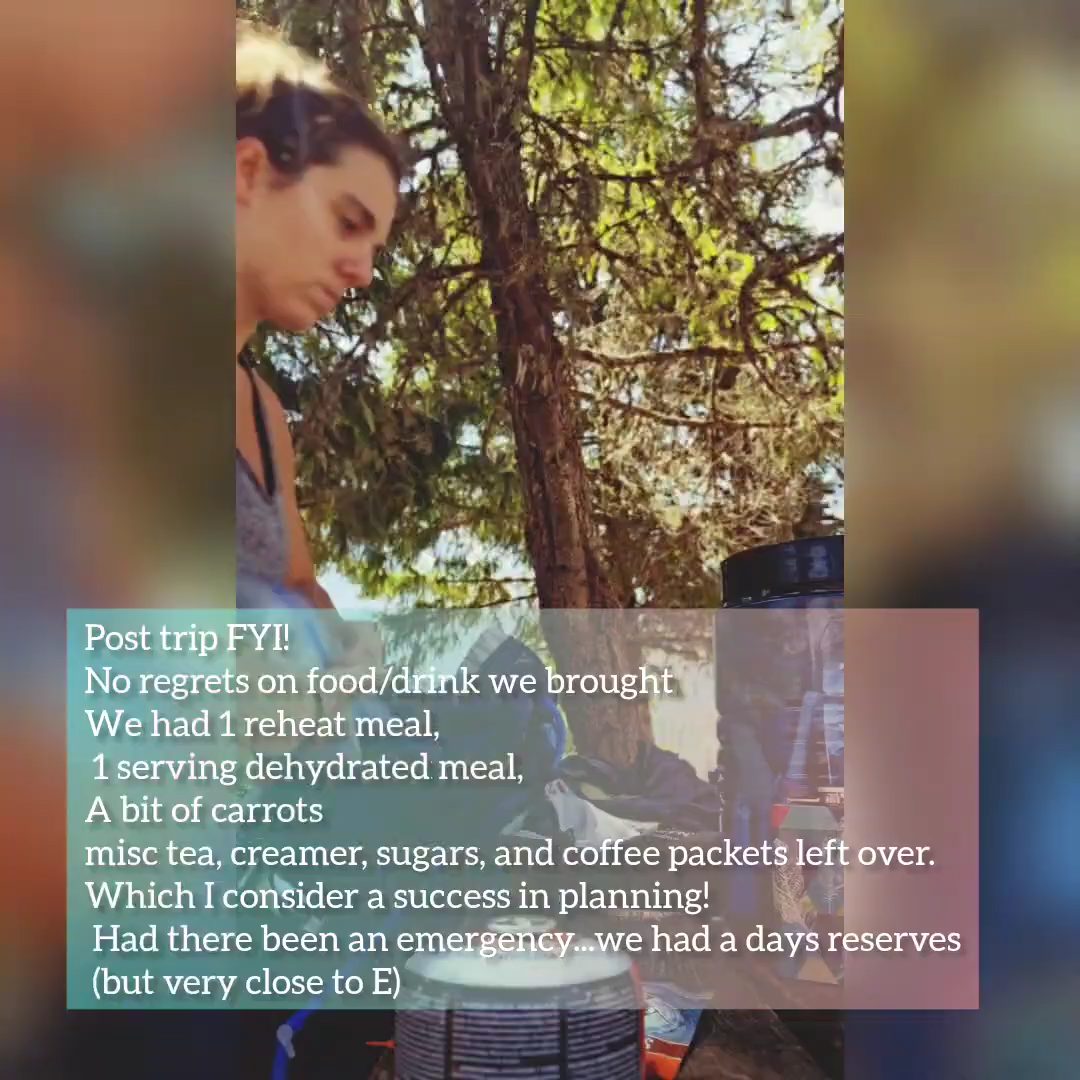 Post trip FYI!
No regrets on food/drink we brought
We had 1 reheat meal,
1 serving dehydrated meal,
A bit of carrots
misc tea, creamer, sugars, and coffee packets left over.
Which I consider a success in planning!
Had there been an emergency...we had a days reserves
(but very close to E)